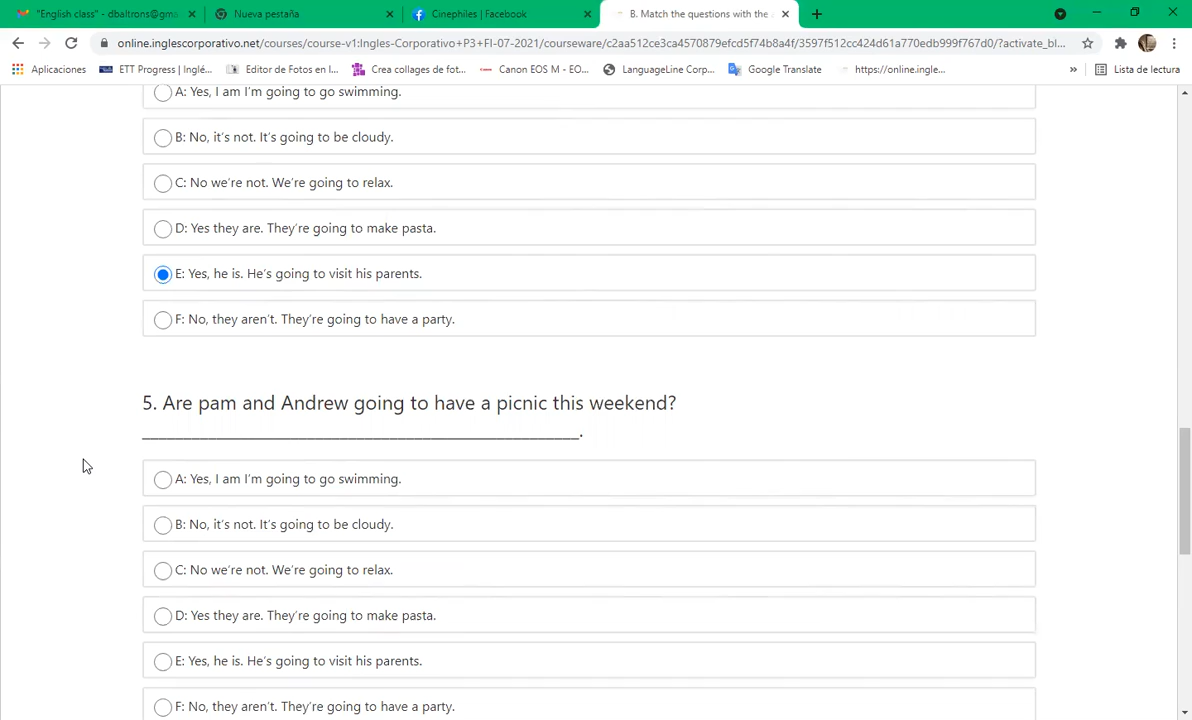 "English class" - dbaltrons@gma
Nueva pestaña
Cinephiles | Facebook
B. Match the questions with the
online.inglescorporativo.net/courses/course-v1:Ingles-Corporativo+P3+FI-07-2021/courseware/c2aa512ce3ca4570879efcd5f74b8a4f/3597f512cc424d61a770edb999f767d0/?activate_bl...
Aplicaciones
ETT Progress | Inglé...
Editor de Fotos en l...
Crea collages de fot...
Canon EOS M - EO...
LanguageLine Corp...
Google Translate
https://online.ingle...
»
Lista de lectura
A: Yes, I am I'm going to go swimming.
B: No, it's not. It's going to be cloudy.
C: No we're not. We're going to relax.
D: Yes they are. They're going to make pasta.
E: Yes, he is. He's going to visit his parents.
F: No, they aren't. They're going to have a party.
5. Are pam and Andrew going to have a picnic this weekend?
______________________________________________.
A: Yes, I am I'm going to go swimming.
B: No, it's not. It's going to be cloudy.
C: No we're not. We're going to relax.
D: Yes they are. They're going to make pasta.
E: Yes, he is. He's going to visit his parents.
F: No, they aren't. They're going to have a party.